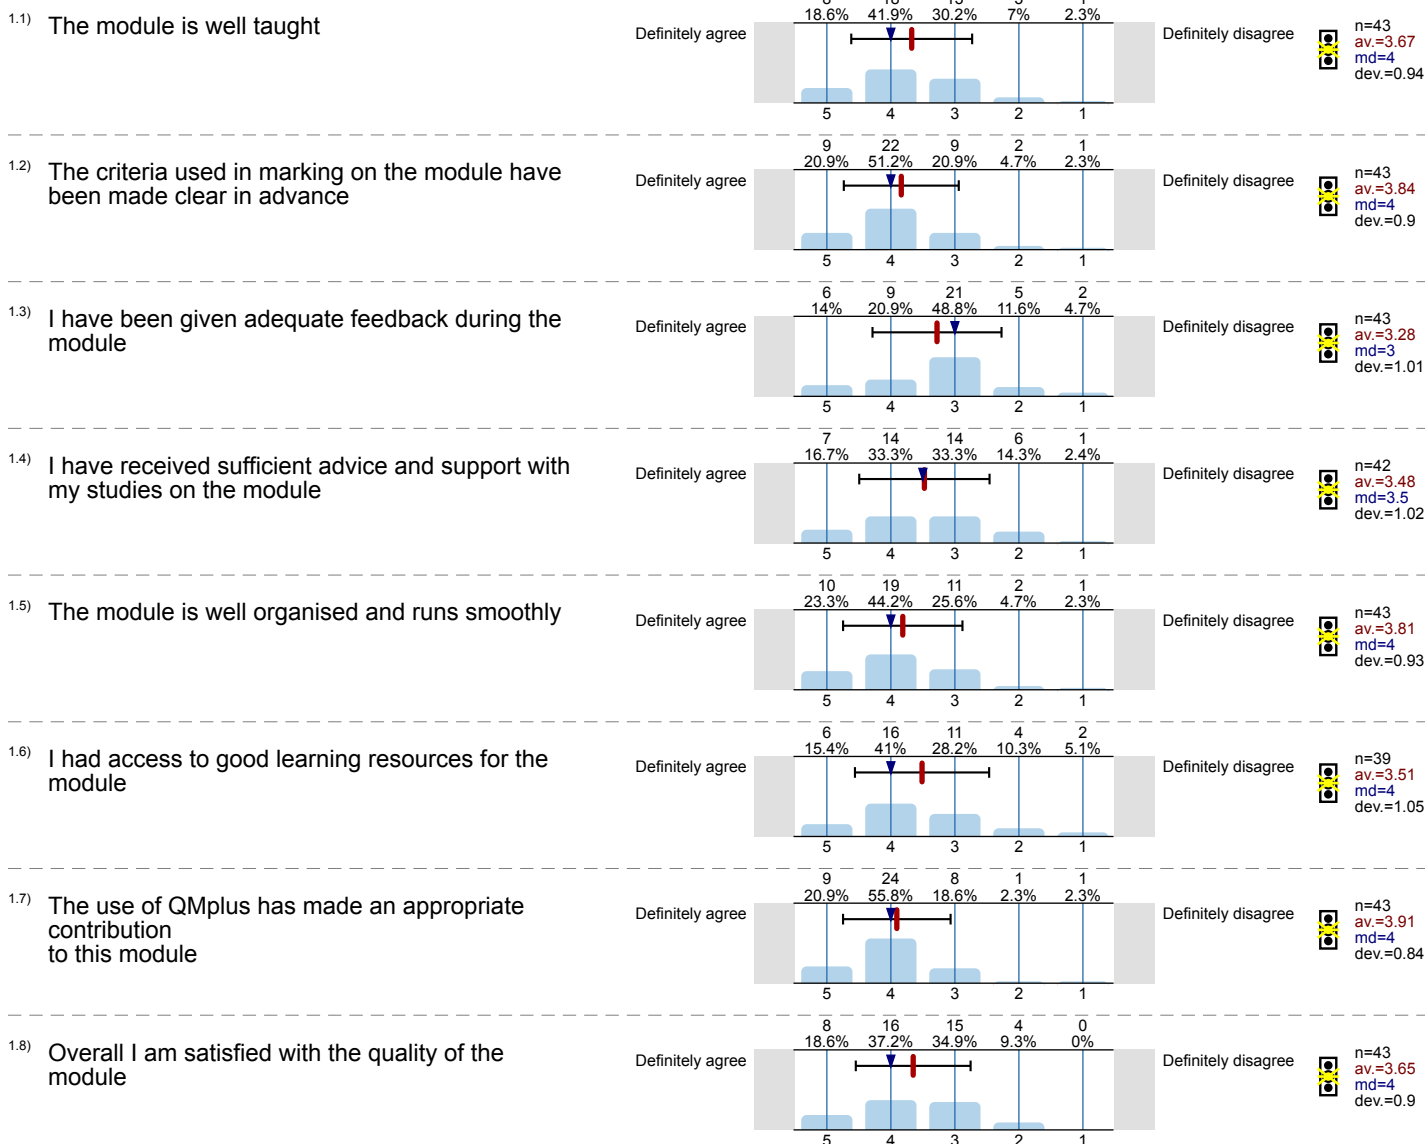 8 18 13 3 1
18.6% 41.9% 30.2% 7% 2.3%
1.1) The module is well taught
Definitely agree
Definitely disagree
n=43
av.=3.67
md=4
dev.=0.94
5 4 3 2 1
9 22 9 2 1
20.9% 51.2% 20.9% 4.7% 2.3%
1.2) The criteria used in marking on the module have
been made clear in advance
Definitely agree
Definitely disagree
n=43
av.=3.84
md=4
dev.=0.9
5 4 3 2 1
6 9 21 5 2
14% 20.9% 48.8% 11.6% 4.7%
1.3) I have been given adequate feedback during the
module
Definitely agree
Definitely disagree
n=43
av.=3.28
md=3
dev.=1.01
5 4 3 2 1
7 14 14 6 1
16.7% 33.3% 33.3% 14.3% 2.4%
1.4) I have received sufficient advice and support with
my studies on the module
Definitely agree
Definitely disagree
n=42
av.=3.48
md=3.5
dev.=1.02
5 4 3 2 1
10 19 11 2 1
23.3% 44.2% 25.6% 4.7% 2.3%
1.5) The module is well organised and runs smoothly
Definitely agree
Definitely disagree
n=43
av.=3.81
md=4
dev.=0.93
5 4 3 2 1
6 16 11 4 2
15.4% 41% 28.2% 10.3% 5.1%
1.6) I had access to good learning resources for the
module
Definitely agree
Definitely disagree
n=39
av.=3.51
md=4
dev.=1.05
5 4 3 2 1
9 24 8 1 1
20.9% 55.8% 18.6% 2.3% 2.3%
1.7) The use of QMplus has made an appropriate
contribution
to this module
Definitely agree
Definitely disagree
n=43
av.=3.91
md=4
dev.=0.84
5 4 3 2 1
8 16 15 4 0
18.6% 37.2% 34.9% 9.3% 0%
1.8) Overall I am satisfied with the quality of the
module
Definitely agree
Definitely disagree
n=43
av.=3.65
md=4
dev.=0.9
5 4 3 2 1